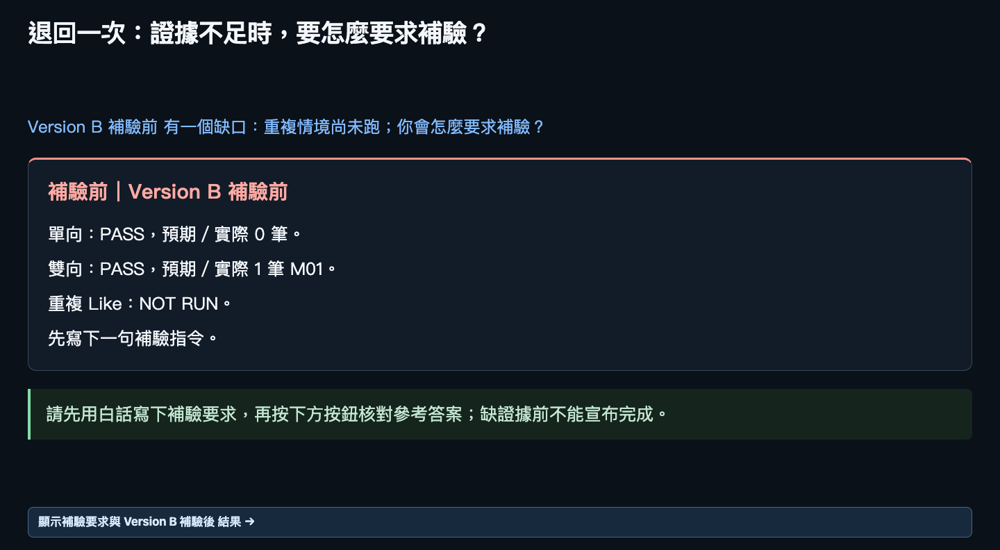 退回一次：證據不足時，要怎麼要求補驗？
Version B 補驗前 有一個缺口：重複情境尚未跑；你會怎麼要求補驗？
補驗前｜Version B 補驗前
單向：PASS，預期 / 實際 0 筆。
雙向：PASS，預期 / 實際 1 筆 M01。
重複 Like：NOT RUN。
先寫下一句補驗指令。
請先用白話寫下補驗要求，再按下方按鈕核對參考答案；缺證據前不能宣布完成。
顯示補驗要求與 Version B 補驗後 結果 →